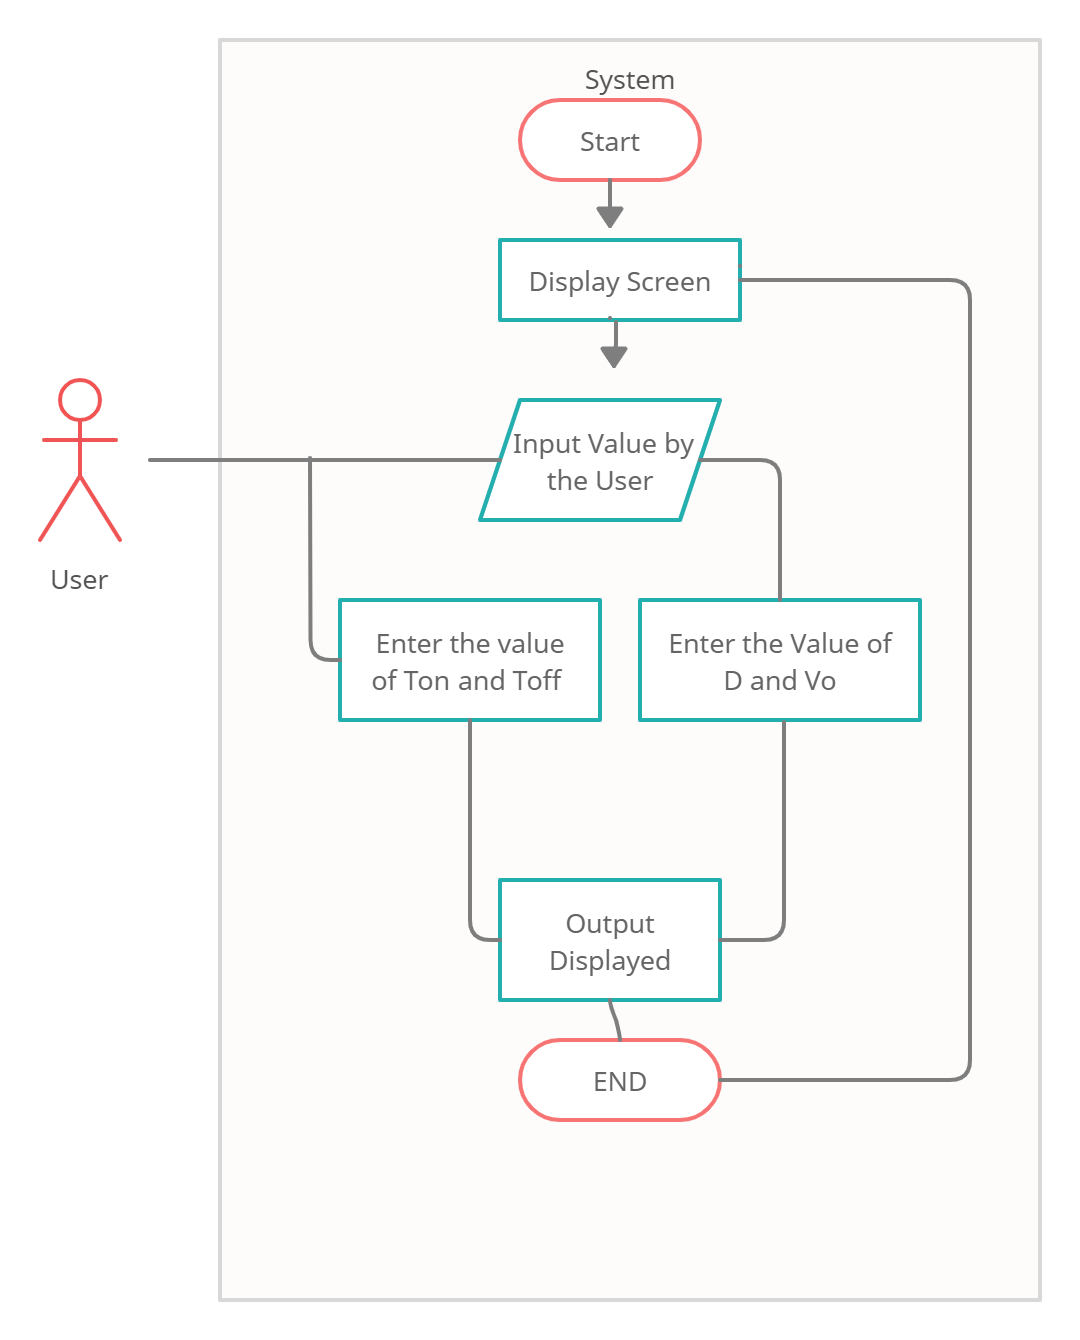 System
Start
Display Screen
Input Value by
the User
User
Enter the value
of Ton and Toff
Enter the Value of
D and Vo
Output
Displayed
END